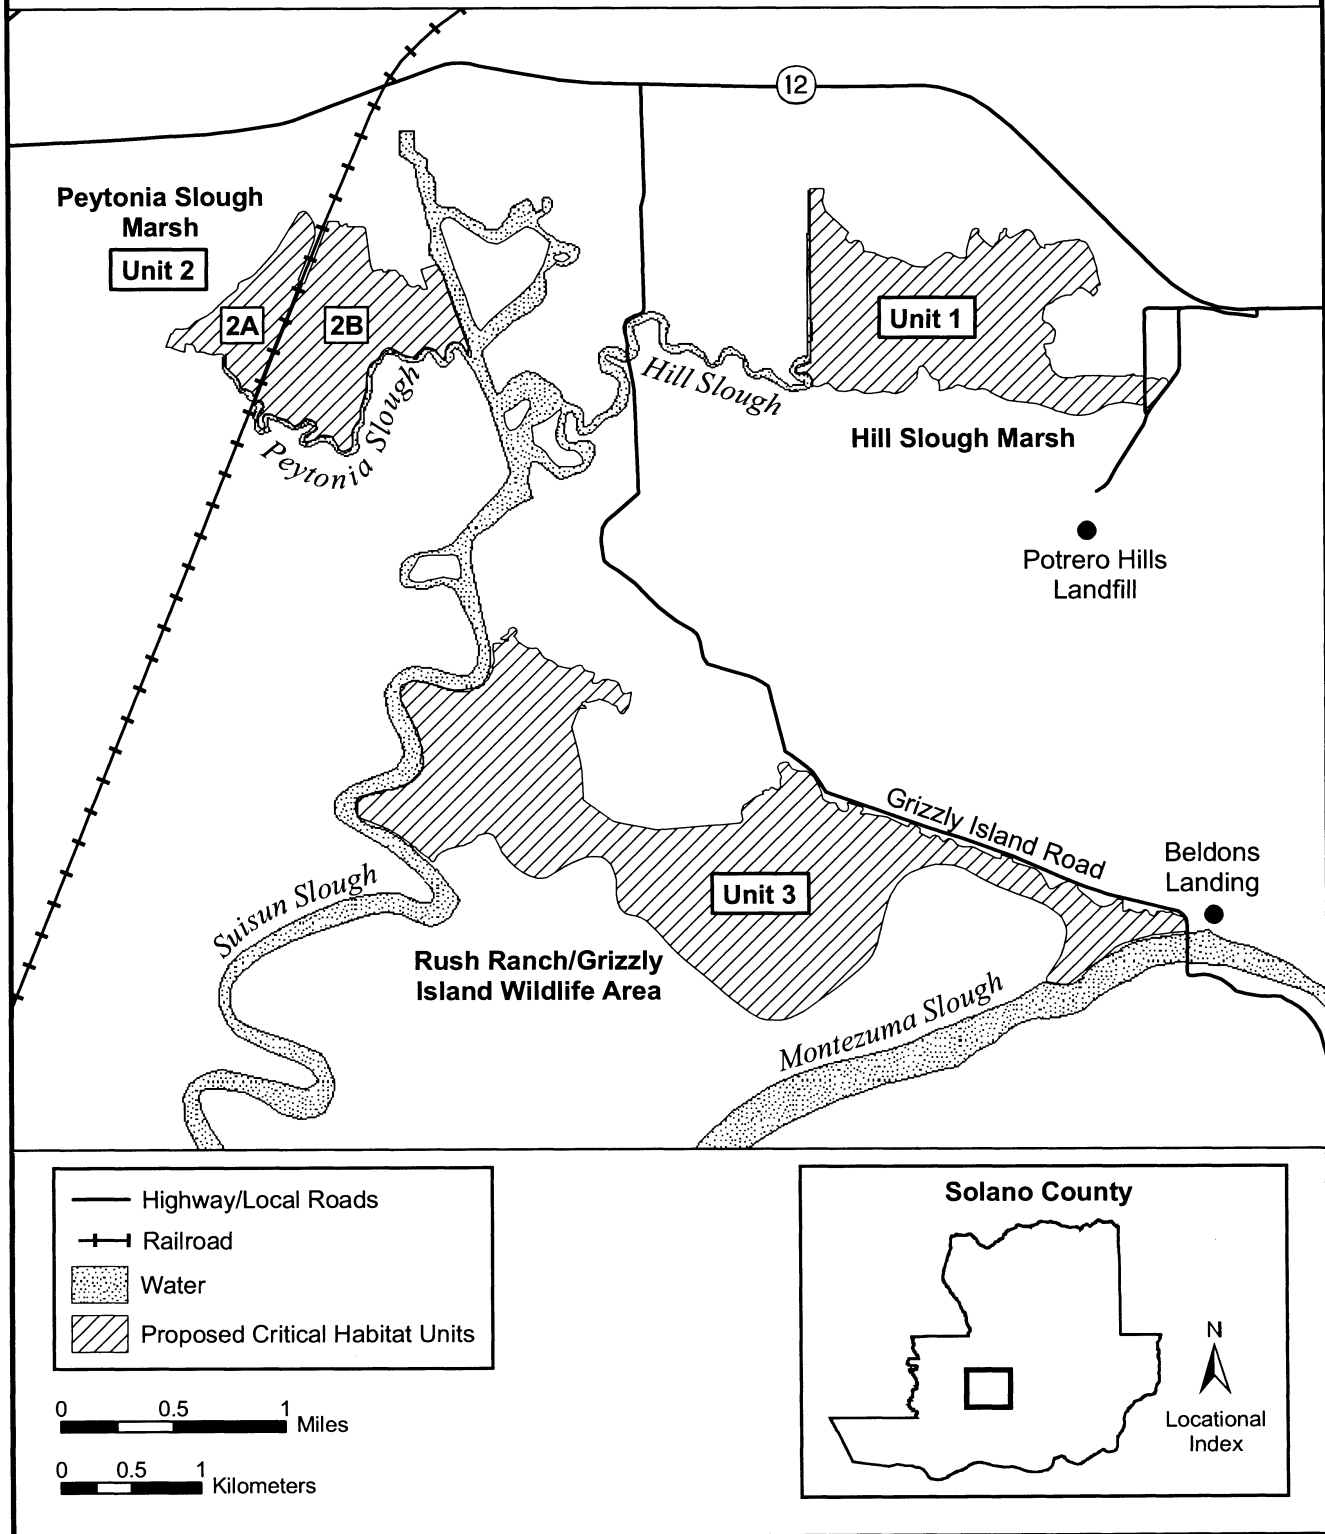 12
Peytonia Slough
Marsh
Unit 2
2A
2B
Unit 1
Hill Slough
Peytonia Slough
Hill Slough Marsh
Potrero Hills
Landfill
Grizzly Island Road
Beldons
Landing
Unit 3
Suisun Slough
Rush Ranch/Grizzly
Island Wildlife Area
Montezuma Slough
Highway/Local Roads
Railroad
Water
Proposed Critical Habitat Units
0 0.5 1 Miles
0 0.5 1 Kilometers
Solano County
N
Locational
Index